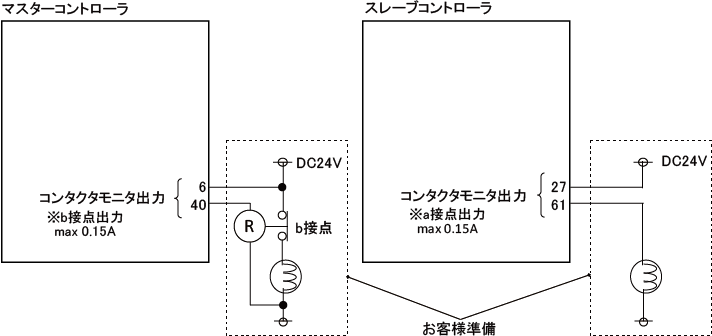 マスターコントローラ
コンタクタモニタ出力
※b接点出力
max 0.15A
6
40
DC24V
R
b接点
スレーブコントローラ
コンタクタモニタ出力
※a接点出力
max 0.15A
27
61
DC24V
お客様準備